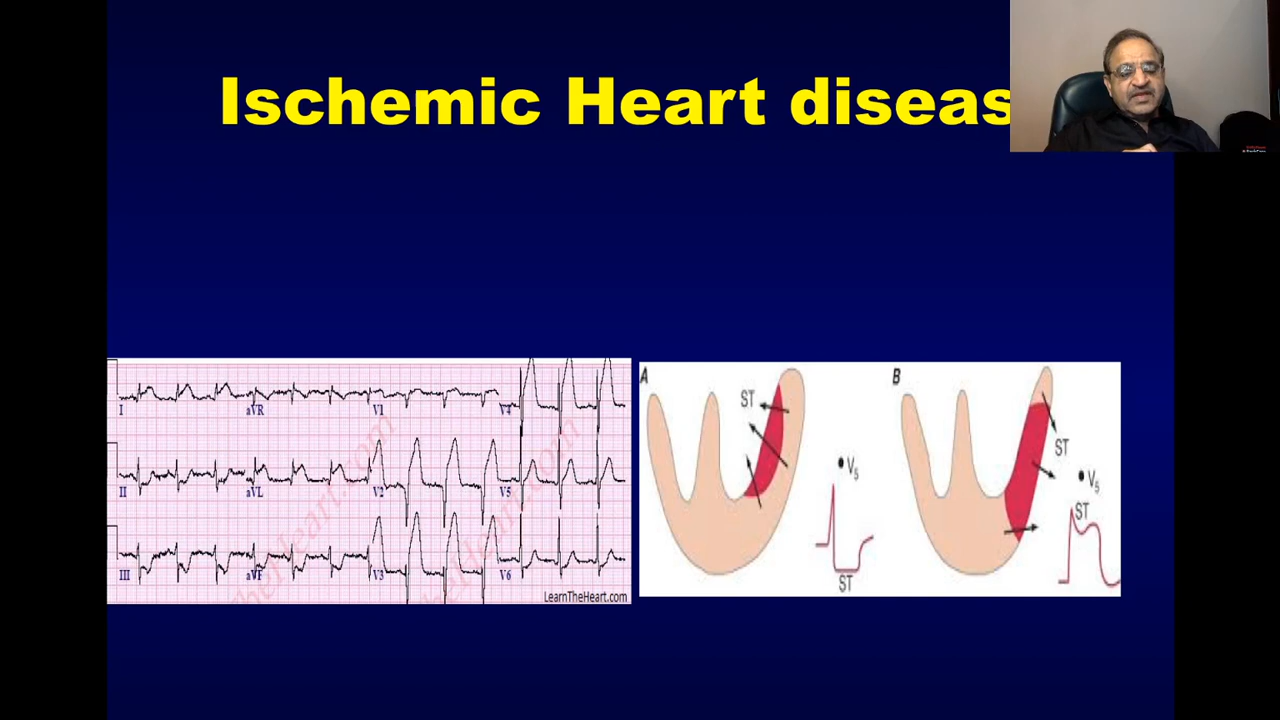 Ischemic Heart diseas
I aVR V1 V4
II aVL V2 V5
III aVF V3 V6
LearnTheHeart.com
A
ST
V5
ST
B
ST
V5
ST